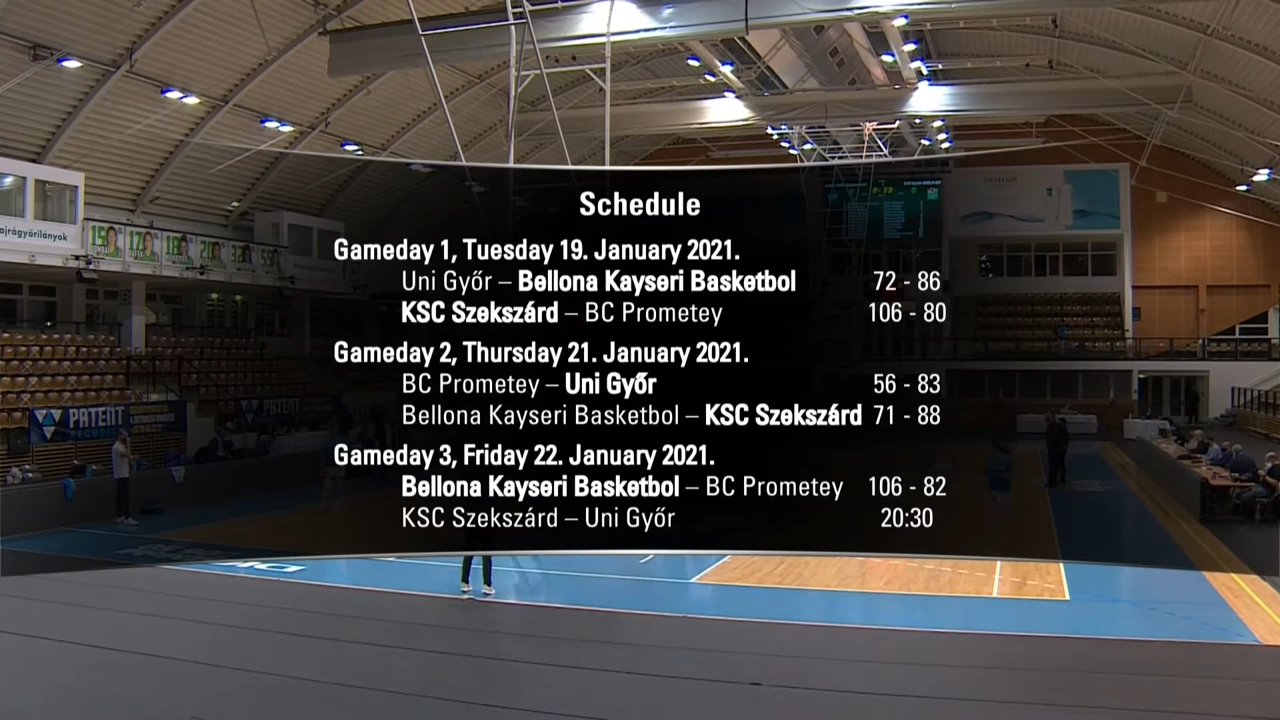 Schedule
Gameday 1, Tuesday 19. January 2021.
Uni Győr – Bellona Kayseri Basketbol 72 - 86
KSC Szekszárd – BC Prometey 106 - 80
Gameday 2, Thursday 21. January 2021.
BC Prometey – Uni Győr 56 - 83
Bellona Kayseri Basketbol – KSC Szekszárd 71 - 88
Gameday 3, Friday 22. January 2021.
Bellona Kayseri Basketbol – BC Prometey 106 - 82
KSC Szekszárd – Uni Győr 20:30
ajrágyőrilányok
PATENT
PATENT